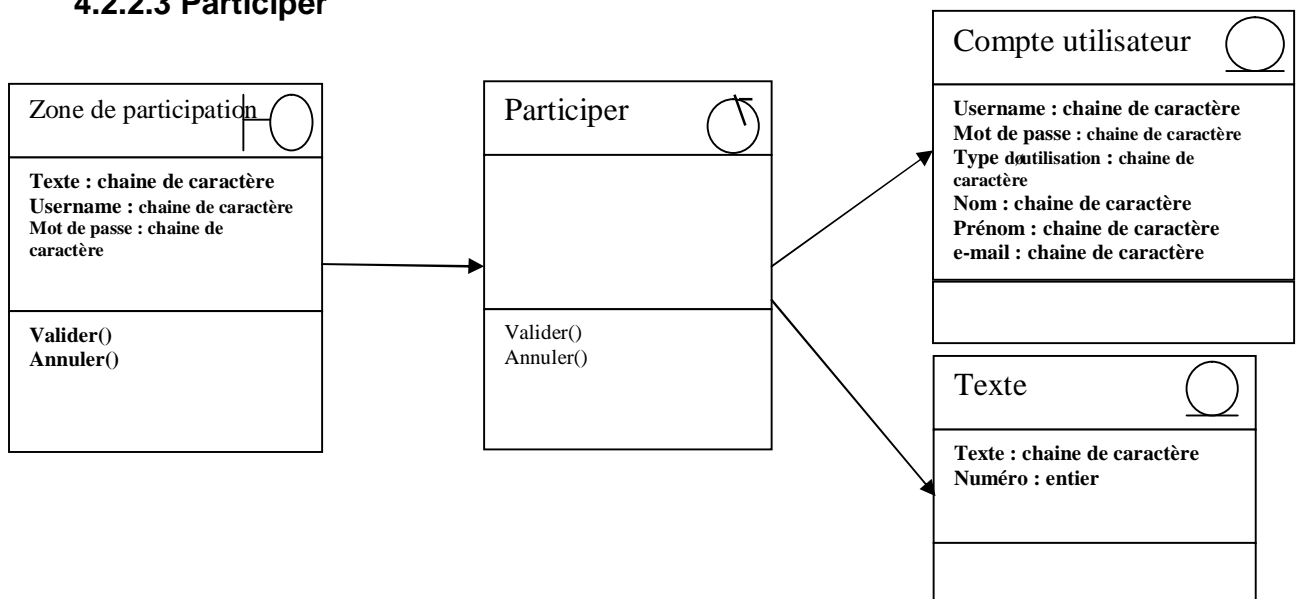 4.2.2.3 Participer
Zone de participation
Texte : chaine de caractère
Username : chaine de caractère
Mot de passe : chaine de
caractère
Valider()
Annuler()
Participer
Valider()
Annuler()
Compte utilisateur
Username : chaine de caractère
Mot de passe : chaine de caractère
Type døutilisation : chaine de
caractère
Nom : chaine de caractère
Prénom : chaine de caractère
e-mail : chaine de caractère
Texte
Texte : chaine de caractère
Numéro : entier